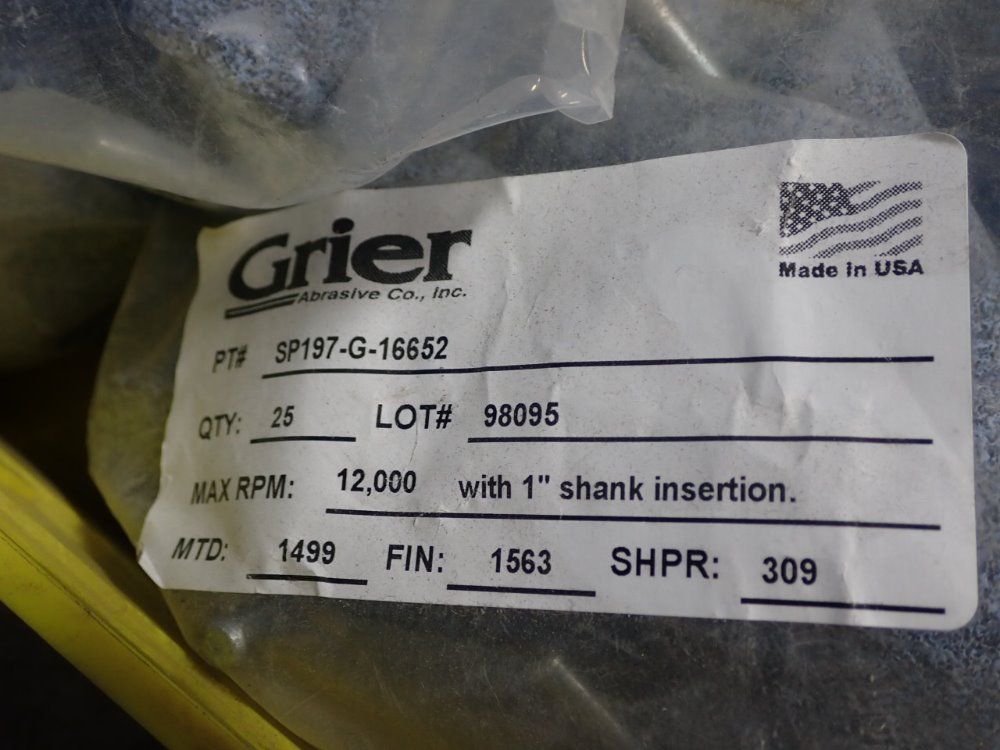 Grier
Abrasive Co., Inc.
Made in USA
PT# SP197-G-16652
QTY: 25 LOT# 98095
MAX RPM: 12,000 with 1" shank insertion.
MTD: 1499 FIN: 1563 SHPR: 309